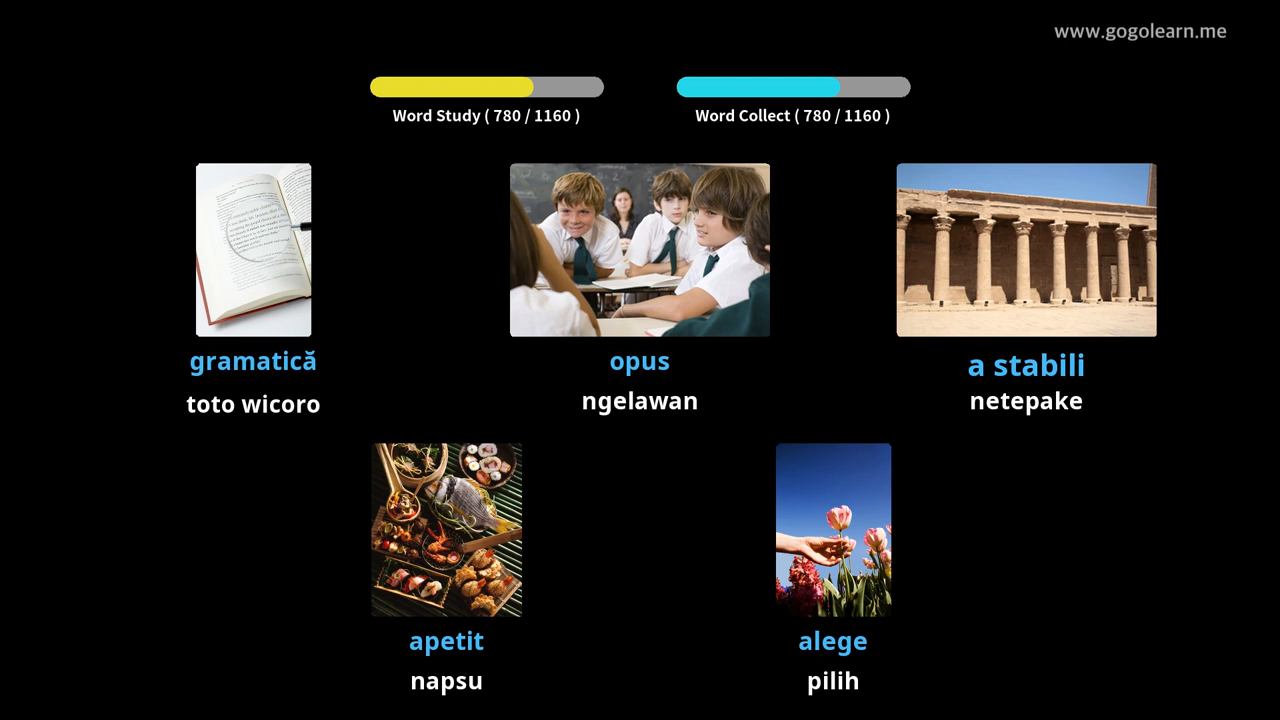 www.gogolearn.me
Word Study ( 780 / 1160 )
Word Collect ( 780 / 1160 )
gramatică
toto wicoro
opus
ngelawan
a stabili
netepake
apetit
napsu
alege
pilih